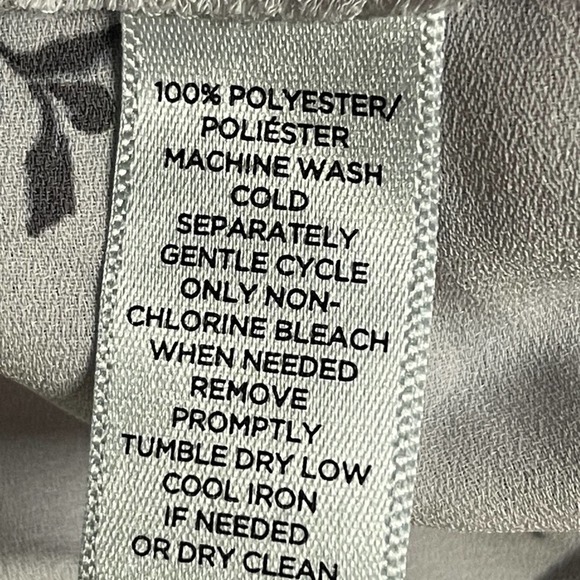 100% POLYESTER/
POLIÉSTER
MACHINE WASH
COLD
SEPARATELY
GENTLE CYCLE
ONLY NON-
CHLORINE BLEACH
WHEN NEEDED
REMOVE
PROMPTLY
TUMBLE DRY LOW
COOL IRON
IF NEEDED
OR DRY CLEAN